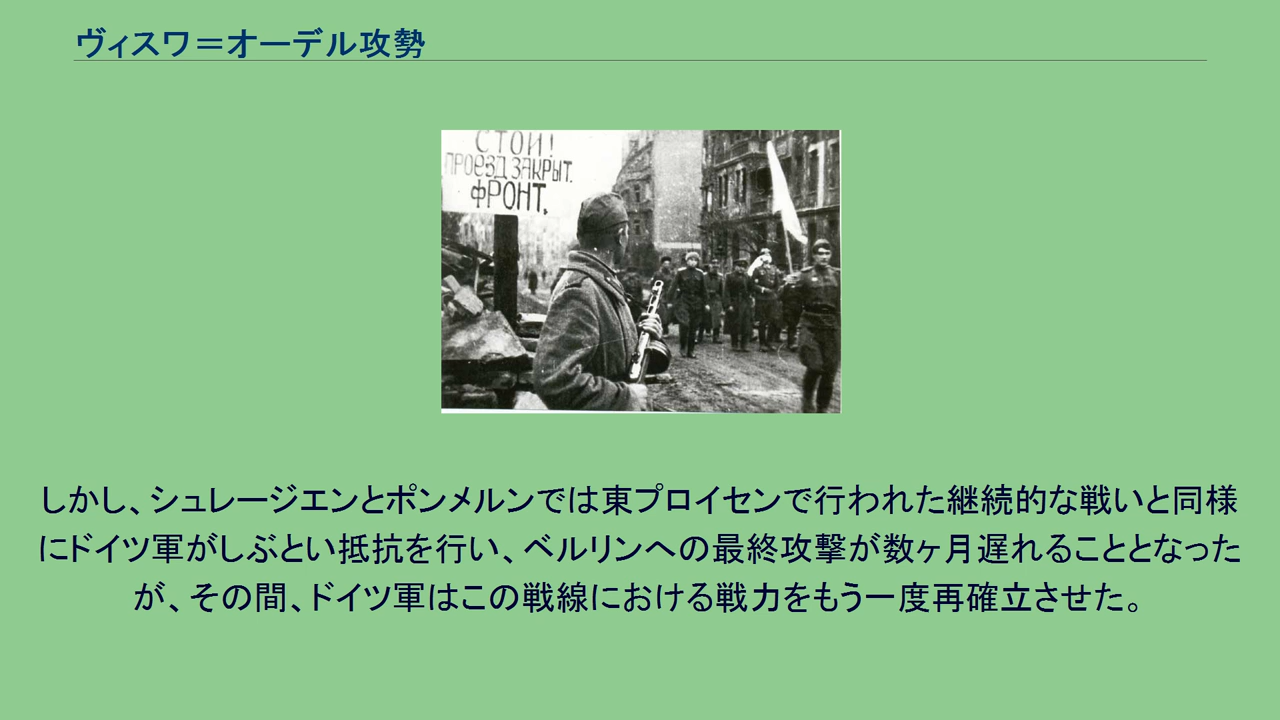 ヴィスワ＝オーデル攻勢
СТОЙ!
ПРОЕЗД ЗАКРЫТ.
ФРОНТ.
しかし、シュレージエンとポンメルンでは東プロイセンで行われた継続的な戦いと同様
にドイツ軍がしぶとい抵抗を行い、ベルリンへの最終攻撃が数ヶ月遅れることとなった
が、その間、ドイツ軍はこの戦線における戦力をもう一度再確立させた。